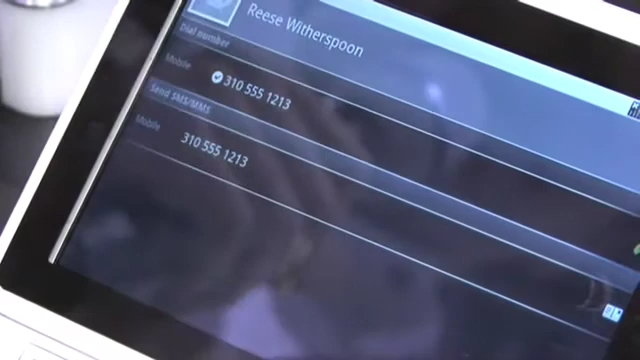 Reese Witherspoon
Dial number
Mobile
310 555 1213
Send SMS/MMS
Mobile
310 555 1213